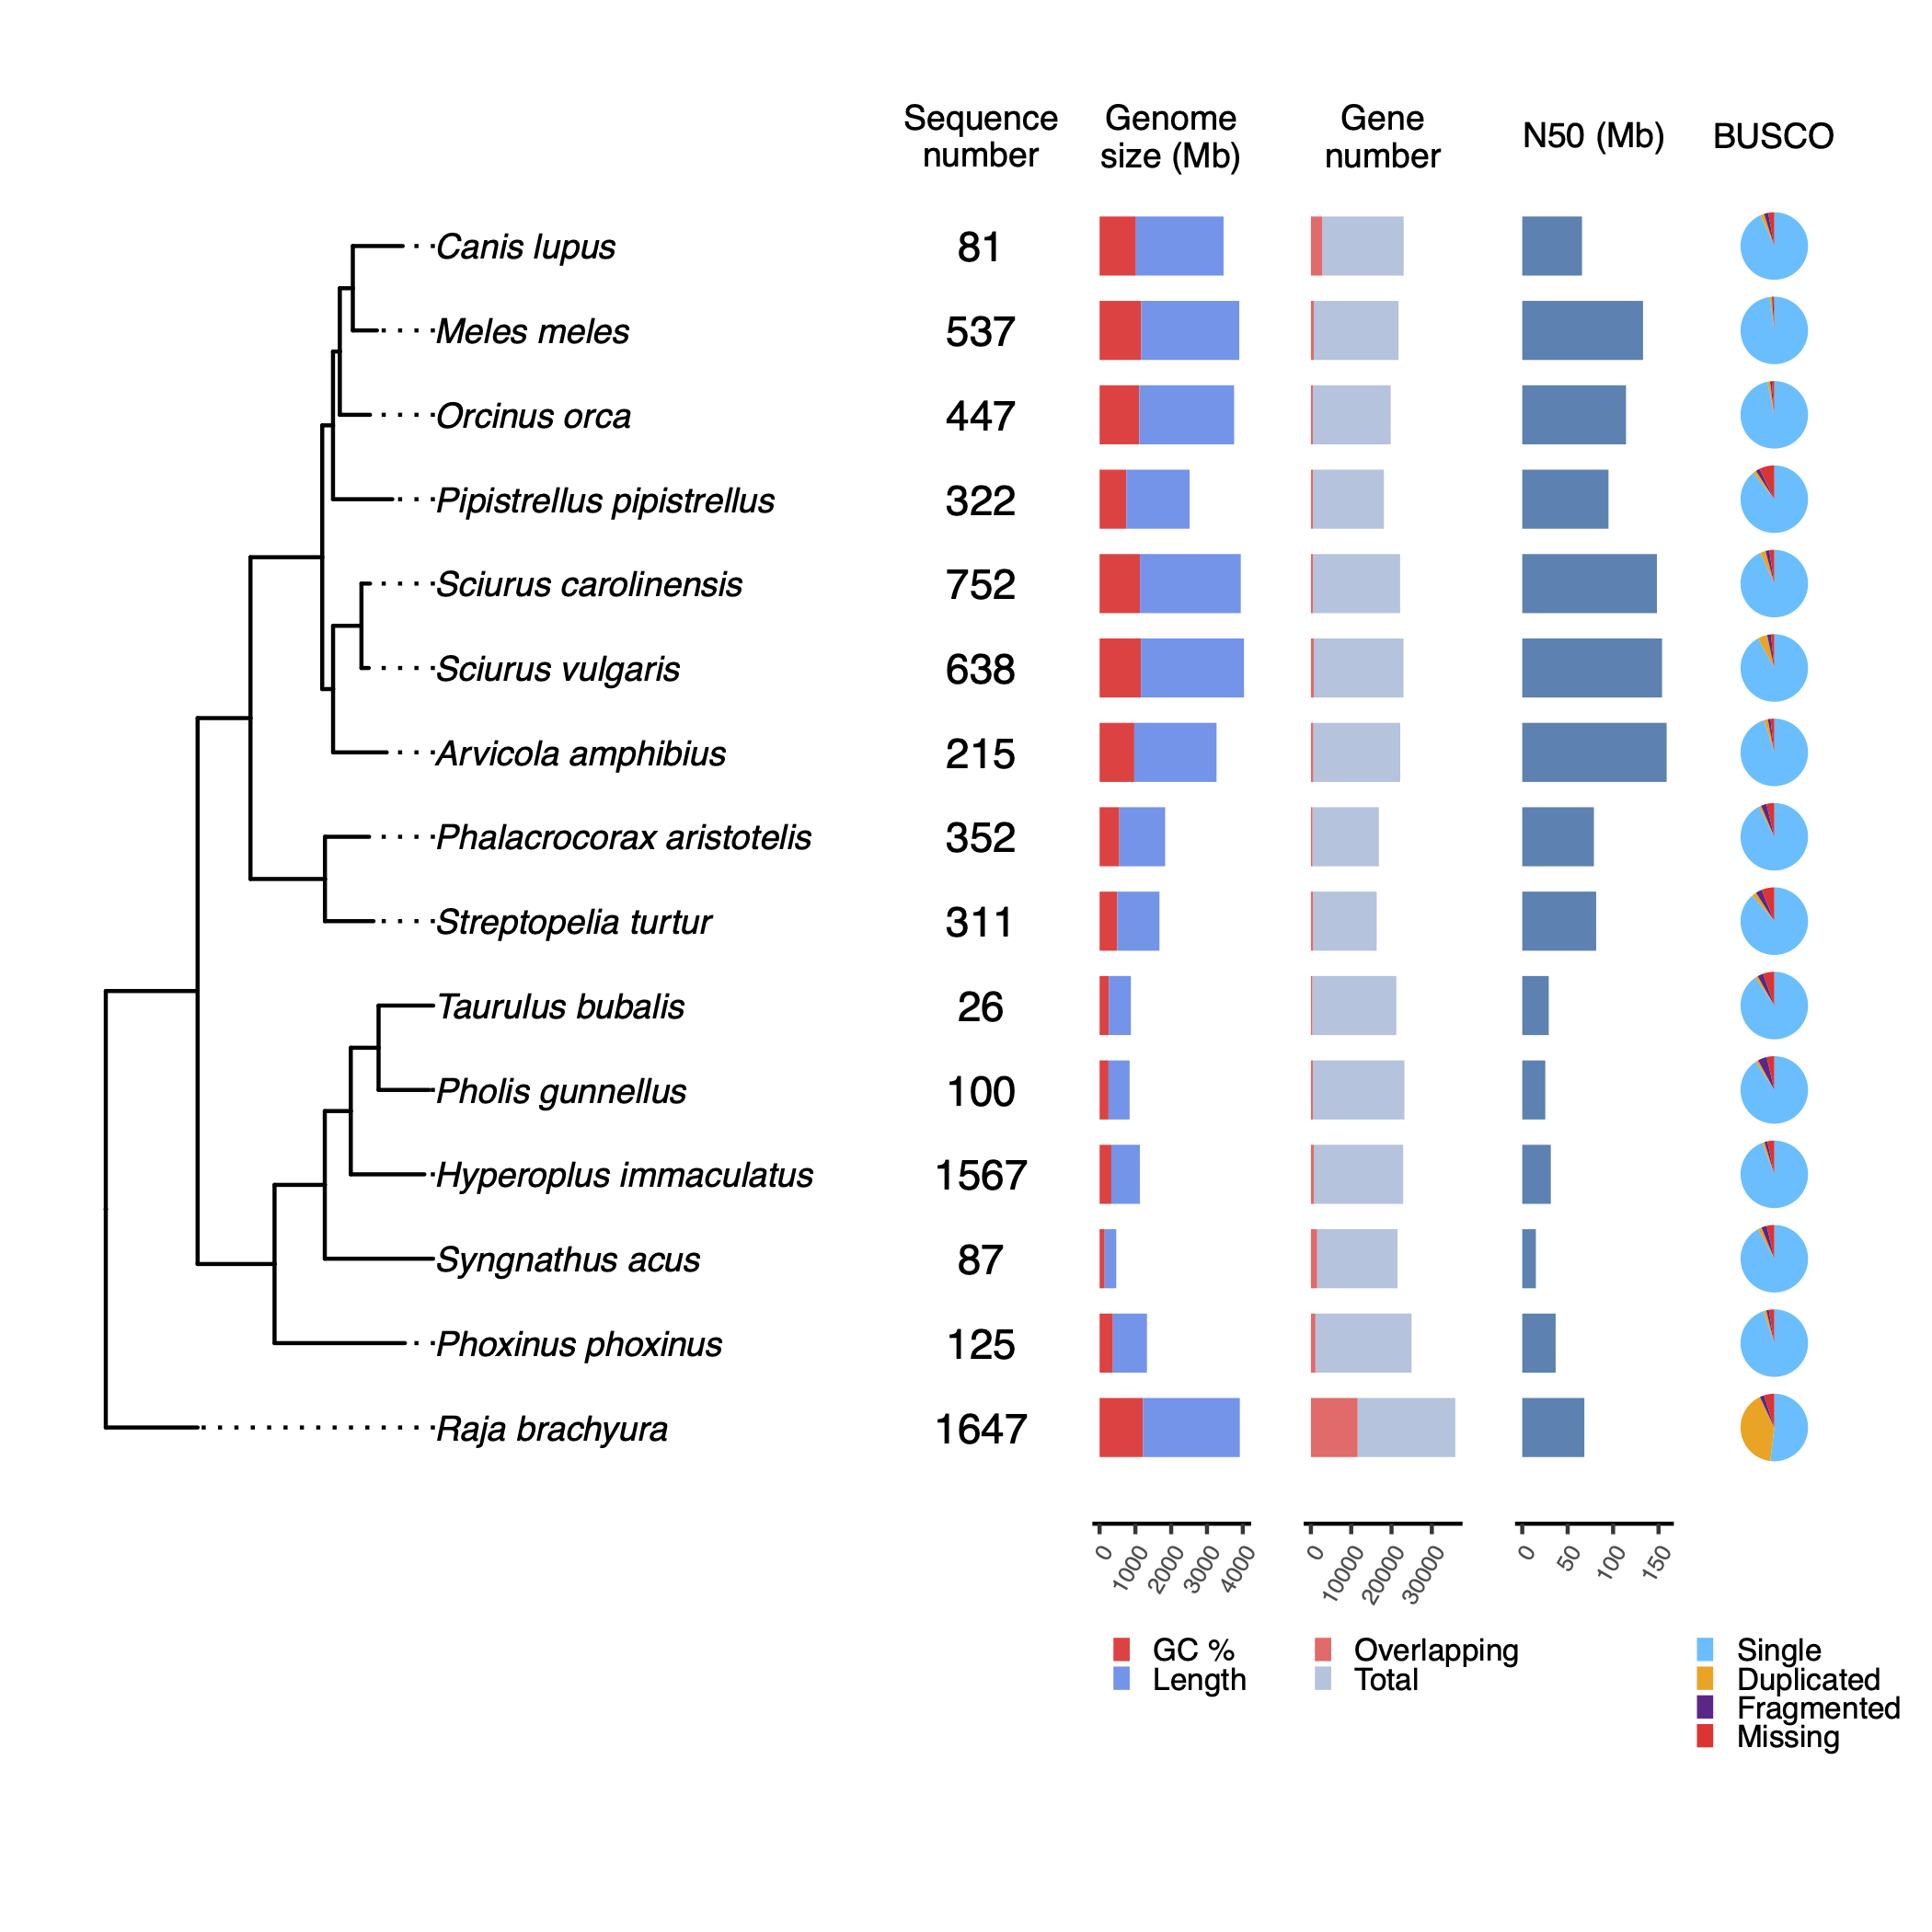 Sequence number
Genome size (Mb)
Gene number
N50 (Mb)
BUSCO
Canis lupus 81
Meles meles 537
Orcinus orca 447
Pipistrellus pipistrellus 322
Sciurus carolinensis 752
Sciurus vulgaris 638
Arvicola amphibius 215
Phalacrocorax aristotelis 352
Streptopelia turtur 311
Taurulus bubalis 26
Pholis gunnellus 100
Hyperoplus immaculatus 1567
Syngnathus acus 87
Phoxinus phoxinus 125
Raja brachyura 1647
0 1000 2000 3000 4000
0 10000 20000 30000
0 50 100 150
GC %
Length
Overlapping
Total
Single
Duplicated
Fragmented
Missing